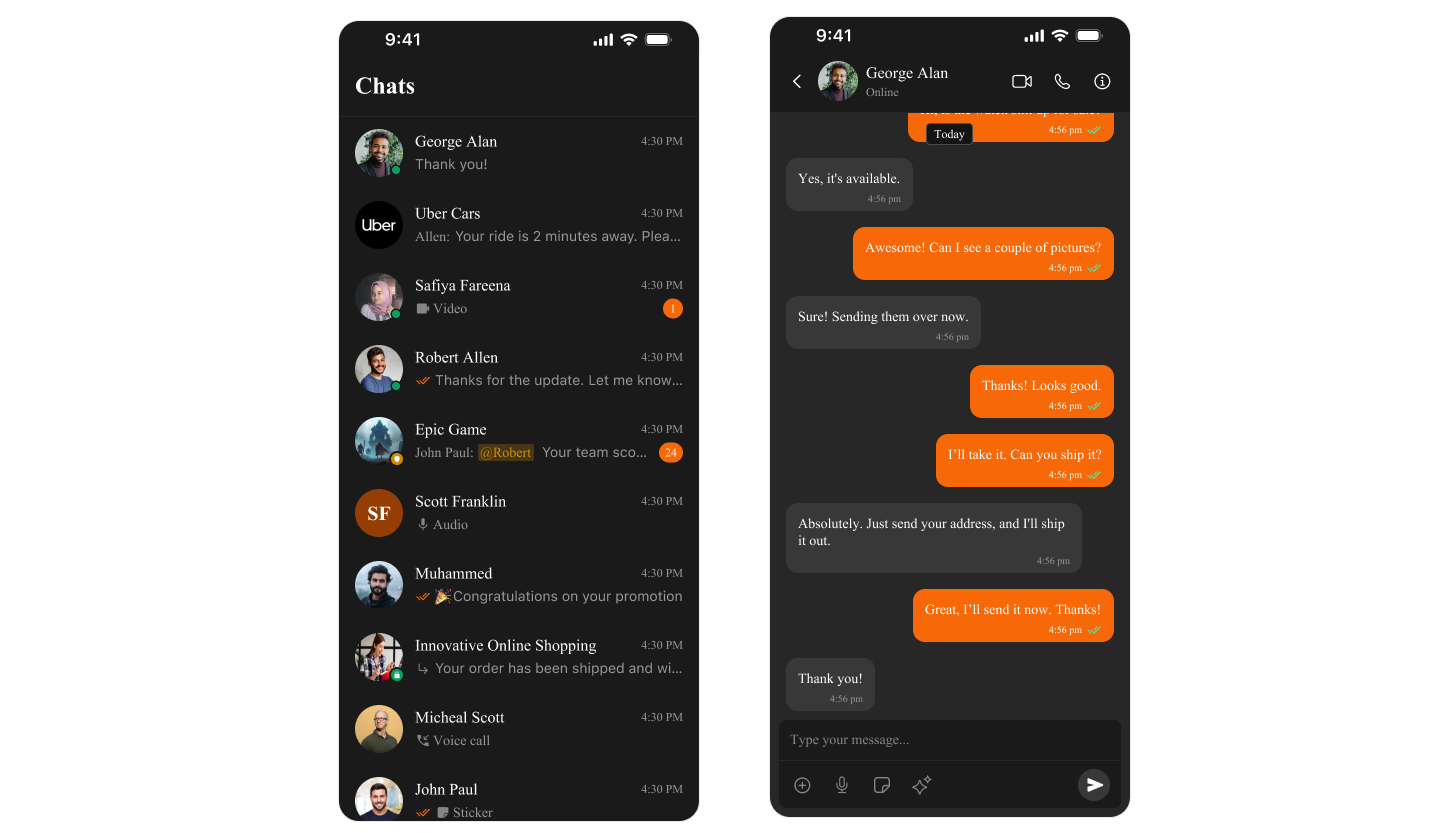 9:41
Chats
George Alan
4:30 PM
Thank you!
Uber
Uber Cars
4:30 PM
Allen: Your ride is 2 minutes away. Plea...
Safiya Fareena
4:30 PM
Video
1
Robert Allen
4:30 PM
Thanks for the update. Let me know...
Epic Game
4:30 PM
John Paul: @Robert Your team sco...
24
SF
Scott Franklin
4:30 PM
Audio
Muhammed
4:30 PM
🎉Congratulations on your promotion
Innovative Online Shopping
4:30 PM
Your order has been shipped and wi...
Micheal Scott
4:30 PM
Voice call
John Paul
4:30 PM
Sticker
9:41
George Alan
Online
4:56 pm
Today
Yes, it's available.
4:56 pm
Awesome! Can I see a couple of pictures?
4:56 pm
Sure! Sending them over now.
4:56 pm
Thanks! Looks good.
4:56 pm
I’ll take it. Can you ship it?
4:56 pm
Absolutely. Just send your address, and I'll ship
it out.
4:56 pm
Great, I’ll send it now. Thanks!
4:56 pm
Thank you!
4:56 pm
Type your message...